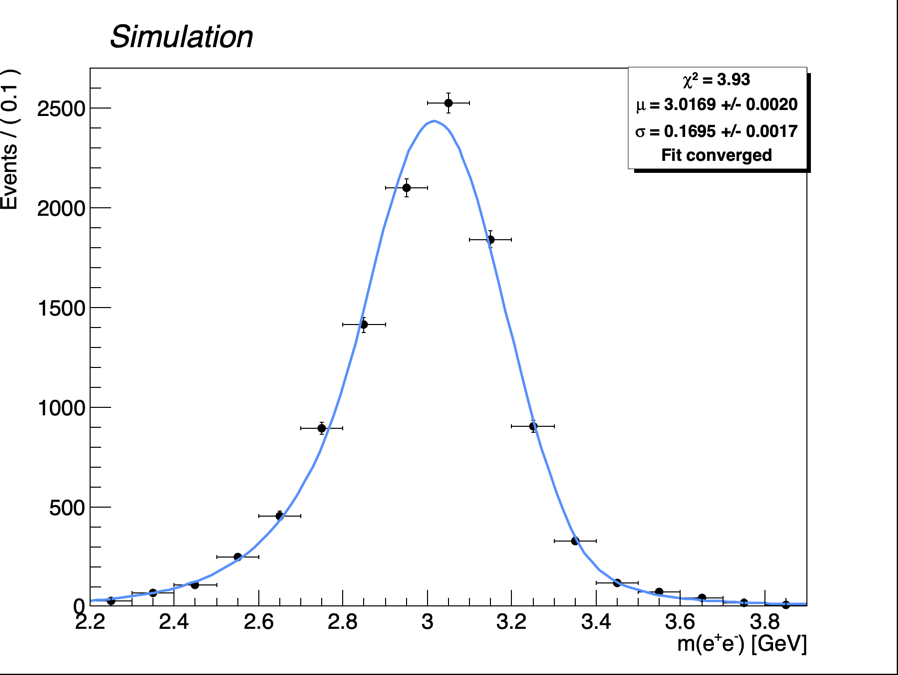 Simulation
χ² = 3.93
μ = 3.0169 +/- 0.0020
σ = 0.1695 +/- 0.0017
Fit converged
Events / ( 0.1 )
2500
2000
1500
1000
500
0
2.2 2.4 2.6 2.8 3 3.2 3.4 3.6 3.8
m(e⁺e⁻) [GeV]